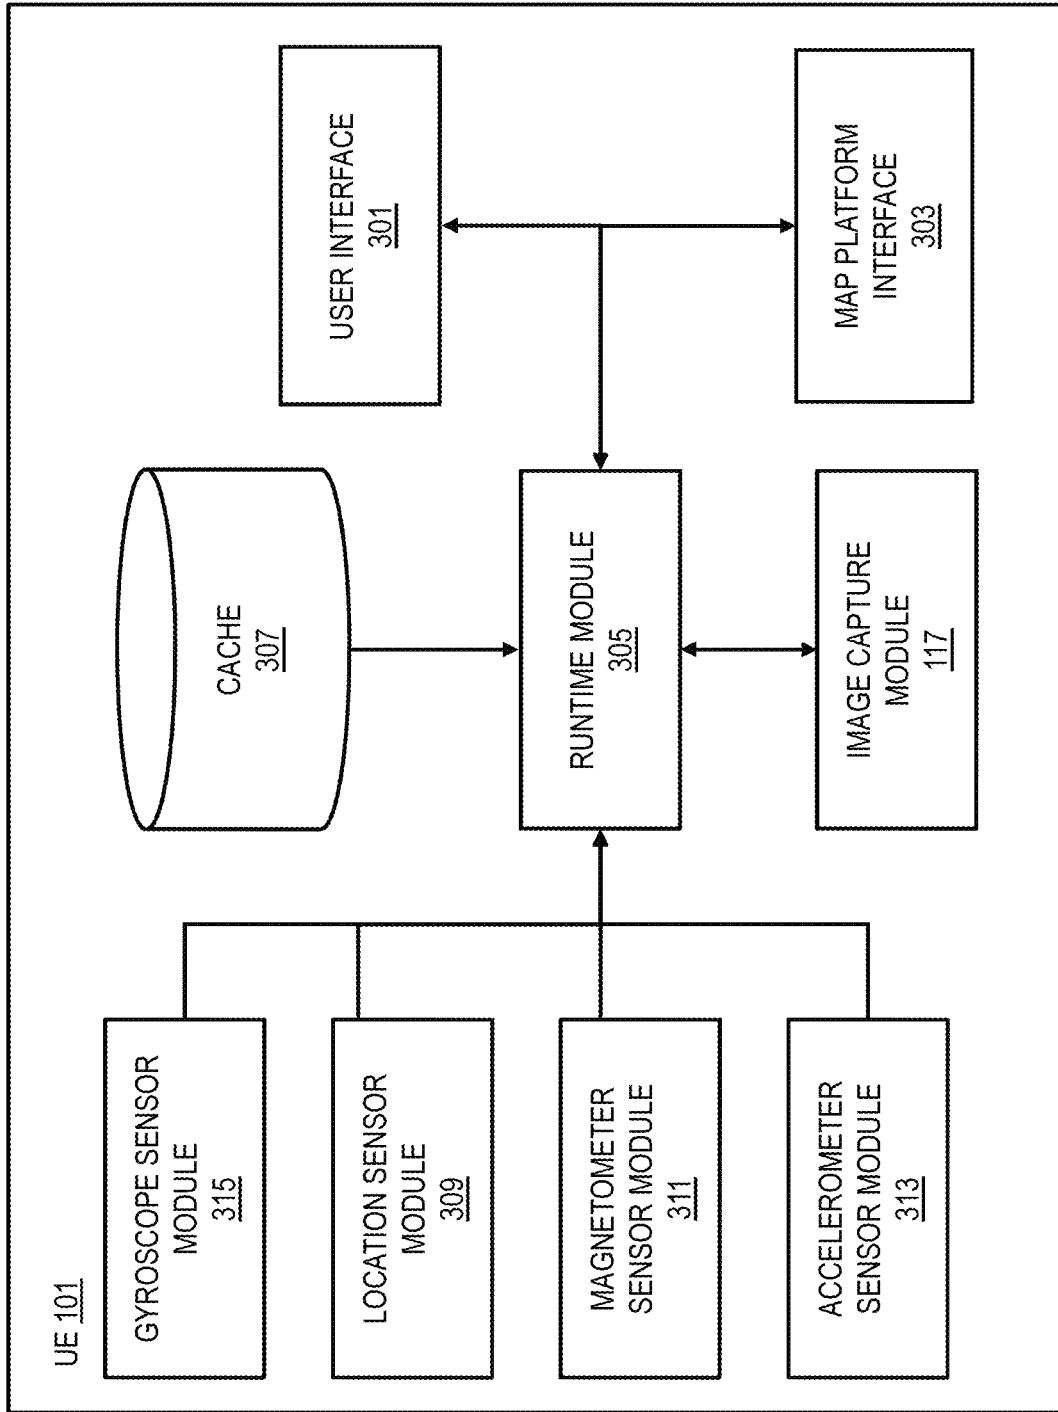 UE 101
GYROSCOPE SENSOR
MODULE
315
LOCATION SENSOR
MODULE
309
MAGNETOMETER
SENSOR MODULE
311
ACCELEROMETER
SENSOR MODULE
313
CACHE
307
RUNTIME MODULE
305
IMAGE CAPTURE
MODULE
117
USER INTERFACE
301
MAP PLATFORM
INTERFACE
303